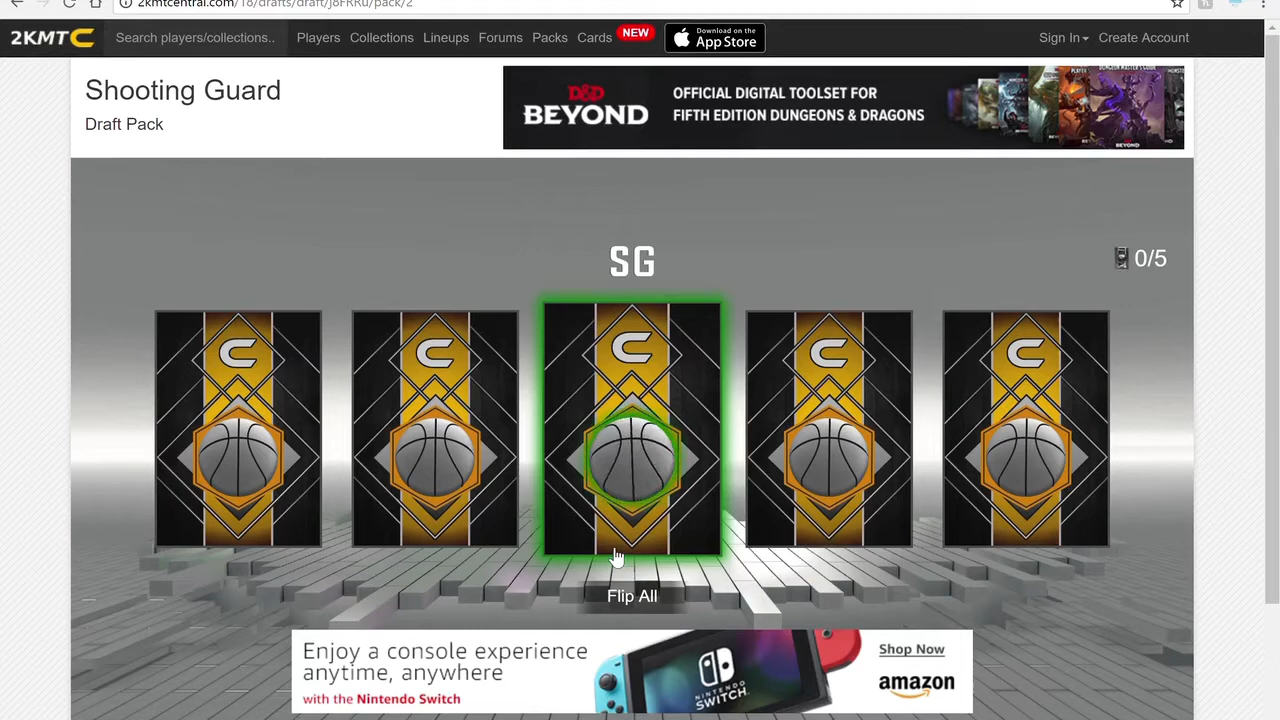 2kmtcentral.com/18/drafts/draft/j8FRRu/pack/2
2KMTC Search players/collections.. Players Collections Lineups Forums Packs Cards NEW Download on the App Store Sign In Create Account
Shooting Guard
Draft Pack
D&D BEYOND
OFFICIAL DIGITAL TOOLSET FOR
FIFTH EDITION DUNGEONS & DRAGONS
SG
0/5
C
C
C
C
C
Flip All
Enjoy a console experience
anytime, anywhere
with the Nintendo Switch
NINTENDO
SWITCH
Shop Now
amazon